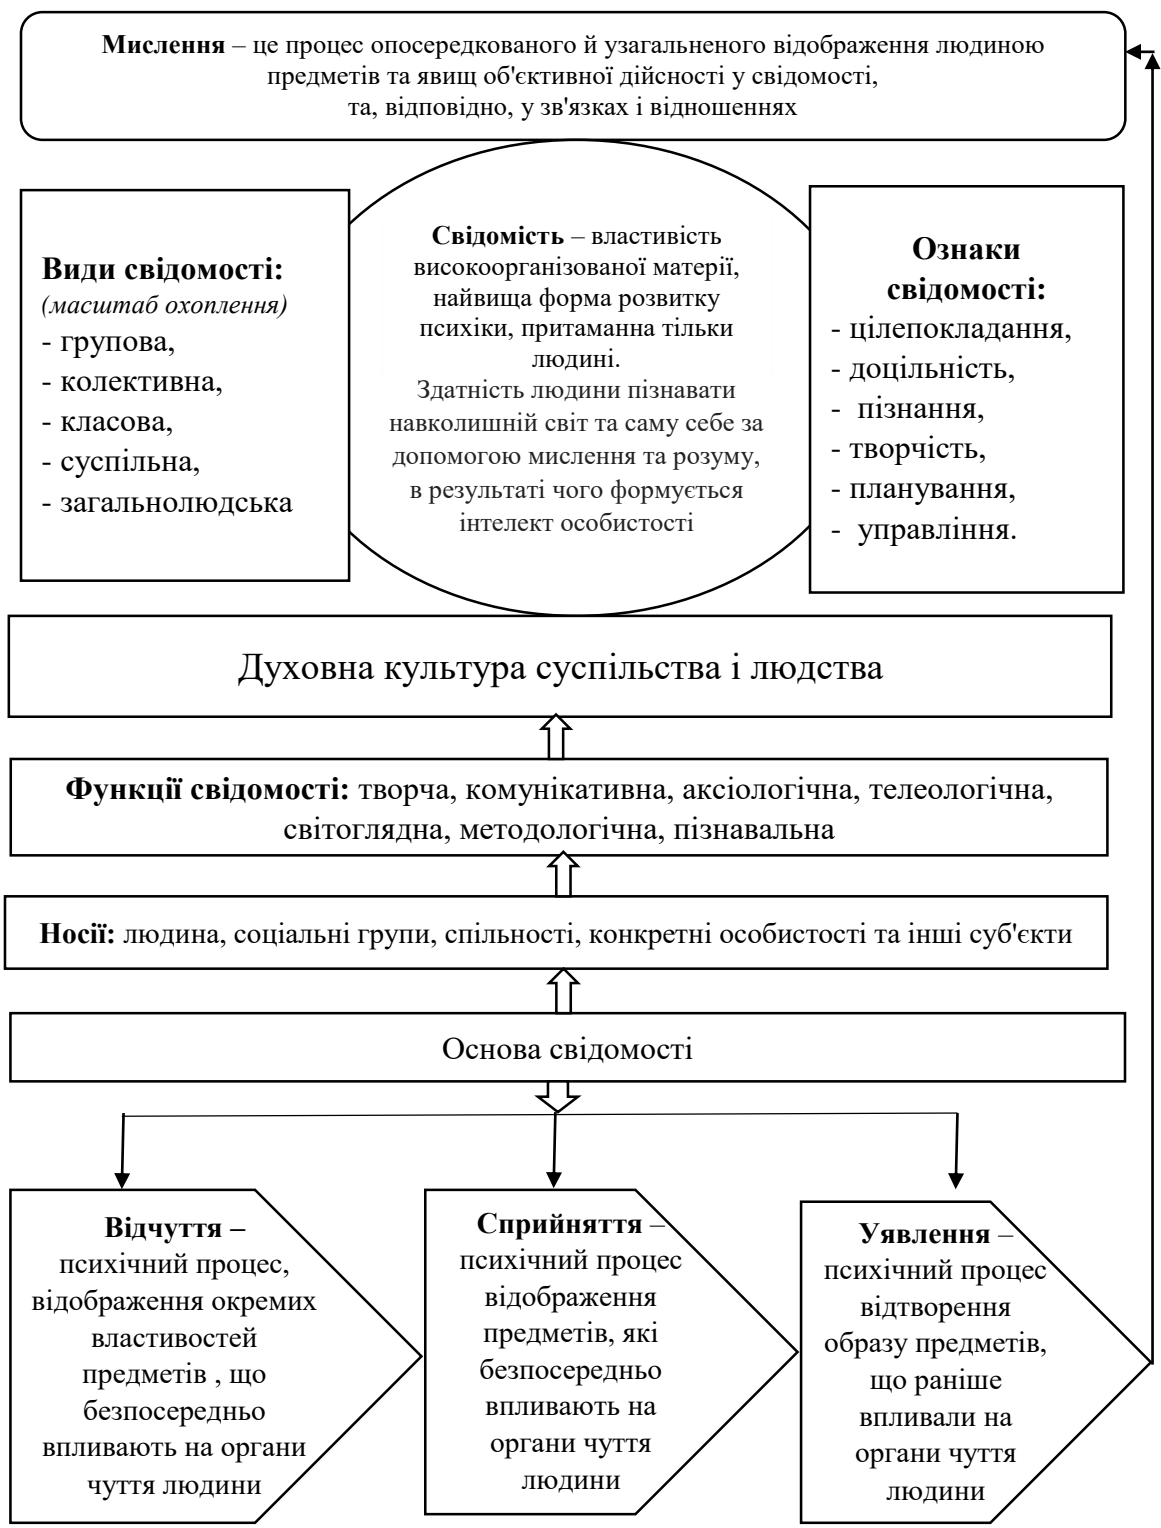 Мислення – це процес опосередкованого й узагальненого відображення людиною
предметів та явищ об'єктивної дійсності у свідомості,
та, відповідно, у зв'язках і відношеннях
Види свідомості:
(масштаб охоплення)
- групова,
- колективна,
- класова,
- суспільна,
- загальнолюдська
Свідомість – властивість
високоорганізованої матерії,
найвища форма розвитку
психіки, притаманна тільки
людині.
Здатність людини пізнавати
навколишній світ та саму себе за
допомогою мислення та розуму,
в результаті чого формується
інтелект особистості
Ознаки
свідомості:
- цілепокладання,
- доцільність,
- пізнання,
- творчість,
- планування,
- управління.
Духовна культура суспільства і людства
Функції свідомості: творча, комунікативна, аксіологічна, телеологічна,
світоглядна, методологічна, пізнавальна
Носії: людина, соціальні групи, спільності, конкретні особистості та інші суб'єкти
Основа свідомості
Відчуття –
психічний процес,
відображення окремих
властивостей
предметів , що
безпосередньо
впливають на органи
чуття людини
Сприйняття –
психічний процес
відображення
предметів, які
безпосередньо
впливають на
органи чуття
людини
Уявлення –
психічний процес
відтворення
образу предметів,
що раніше
впливали на
органи чуття
людини